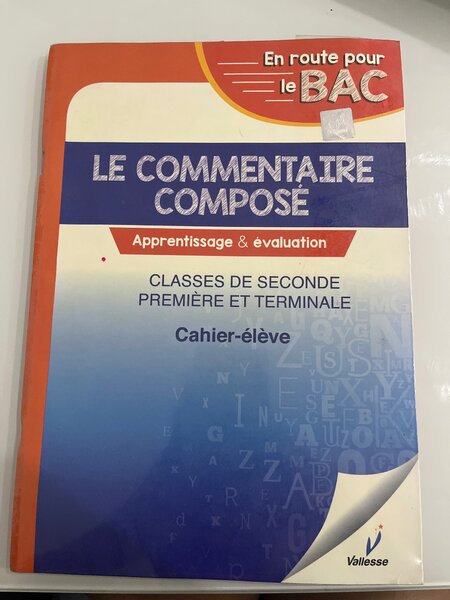 En route pour
le BAC
LE COMMENTAIRE
COMPOSÉ
Apprentissage & évaluation
CLASSES DE SECONDE
PREMIÈRE ET TERMINALE
Cahier-élève
Vallesse